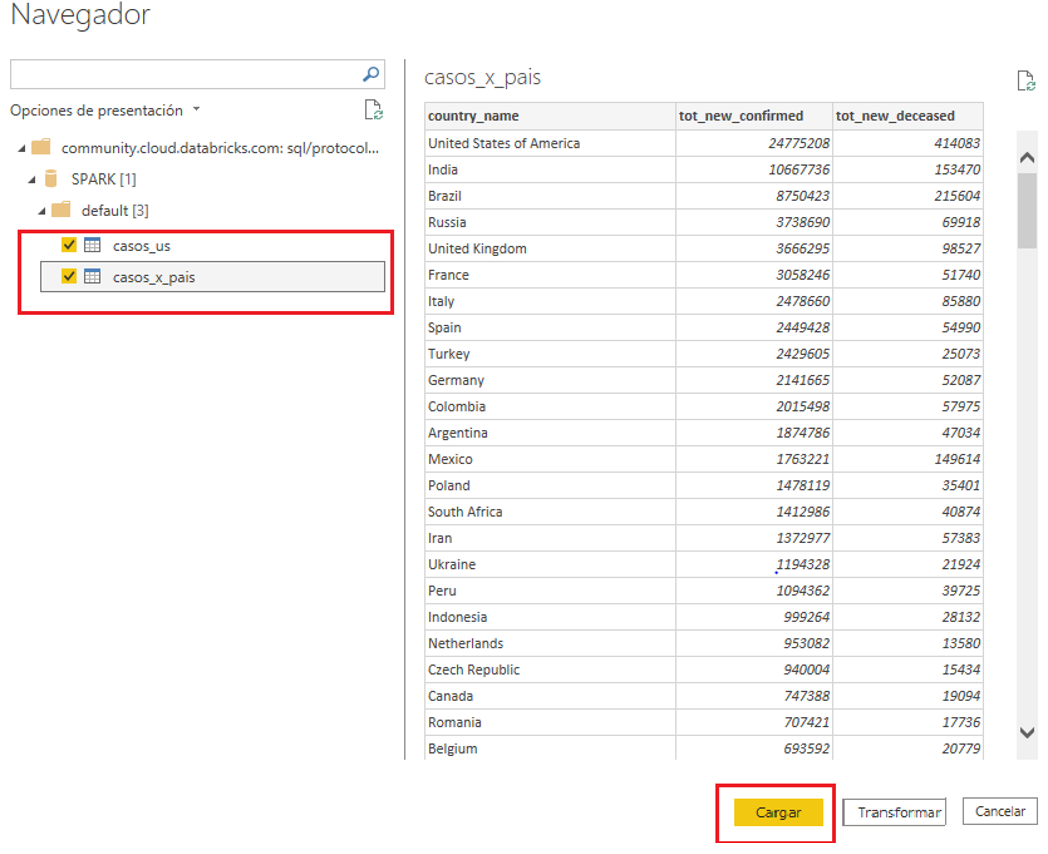 Navegador
Opciones de presentación
community.cloud.databricks.com: sql/protocol...
SPARK [1]
default [3]
casos_us
casos_x_pais
casos_x_pais
country_name tot_new_confirmed tot_new_deceased
United States of America 24775208 414083
India 10667736 153470
Brazil 8750423 215604
Russia 3738690 69918
United Kingdom 3666295 98527
France 3058246 51740
Italy 2478660 85880
Spain 2449428 54990
Turkey 2429605 25073
Germany 2141665 52087
Colombia 2015498 57975
Argentina 1874786 47034
Mexico 1763221 149614
Poland 1478119 35401
South Africa 1412986 40874
Iran 1372977 57383
Ukraine 1194328 21924
Peru 1094362 39725
Indonesia 999264 28132
Netherlands 953082 13580
Czech Republic 940004 15434
Canada 747388 19094
Romania 707421 17736
Belgium 693592 20779
Cargar Transformar Cancelar